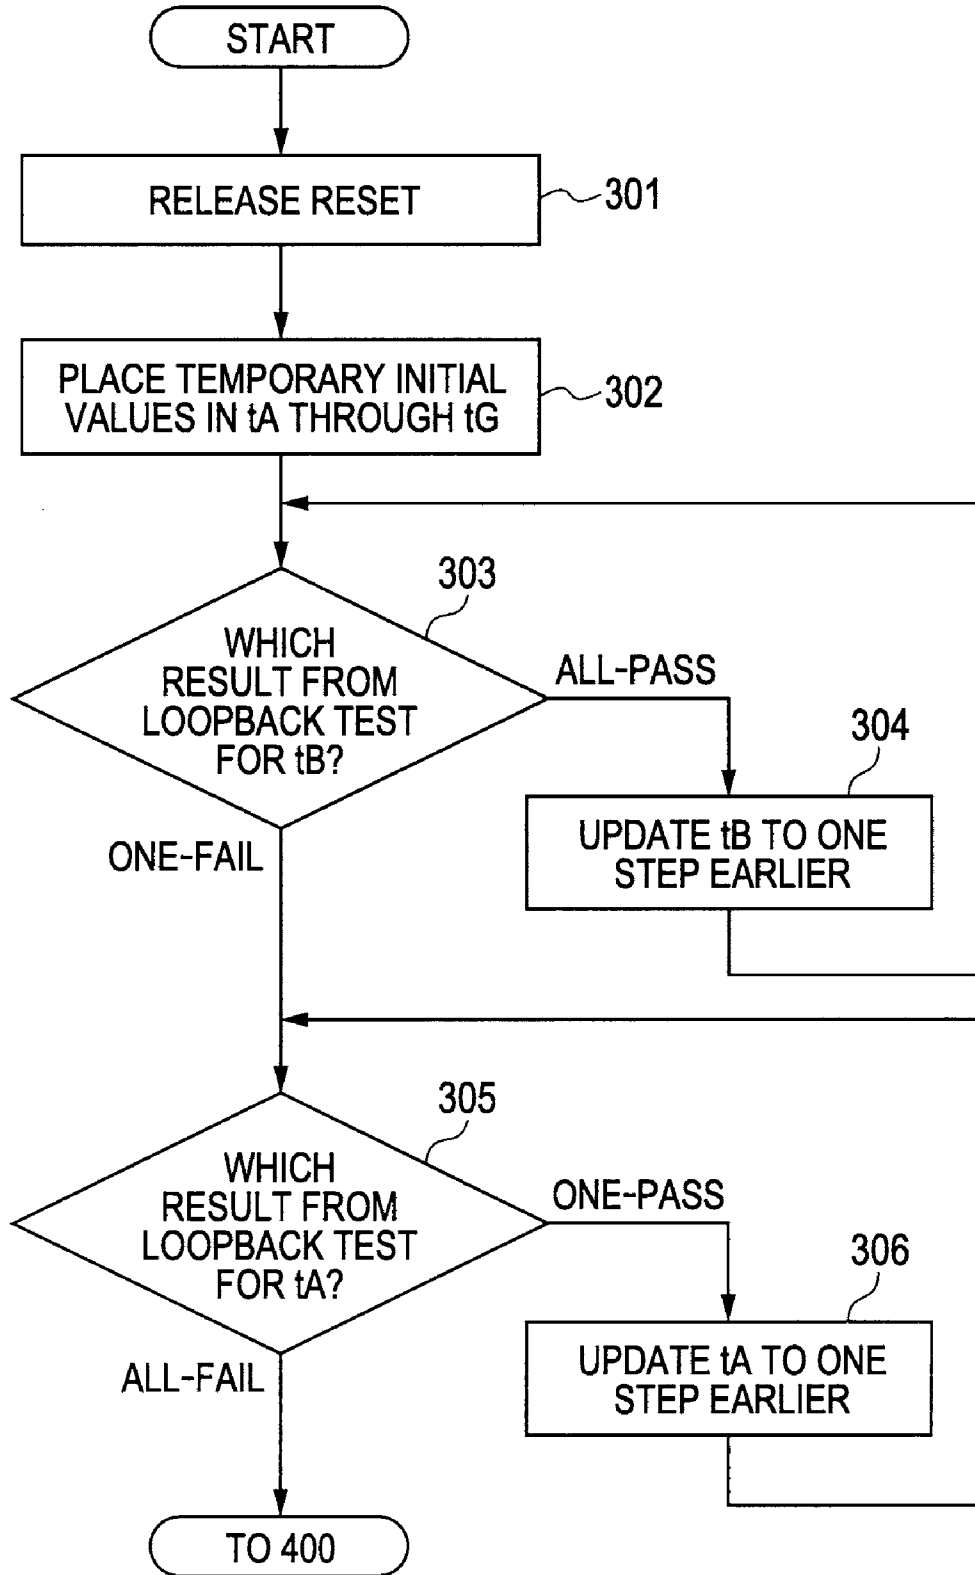 START
RELEASE RESET
301
PLACE TEMPORARY INITIAL
VALUES IN tA THROUGH tG
302
303
WHICH
RESULT FROM
LOOPBACK TEST
FOR tB?
ALL-PASS
304
UPDATE tB TO ONE
STEP EARLIER
ONE-FAIL
305
WHICH
RESULT FROM
LOOPBACK TEST
FOR tA?
ONE-PASS
306
UPDATE tA TO ONE
STEP EARLIER
ALL-FAIL
TO 400